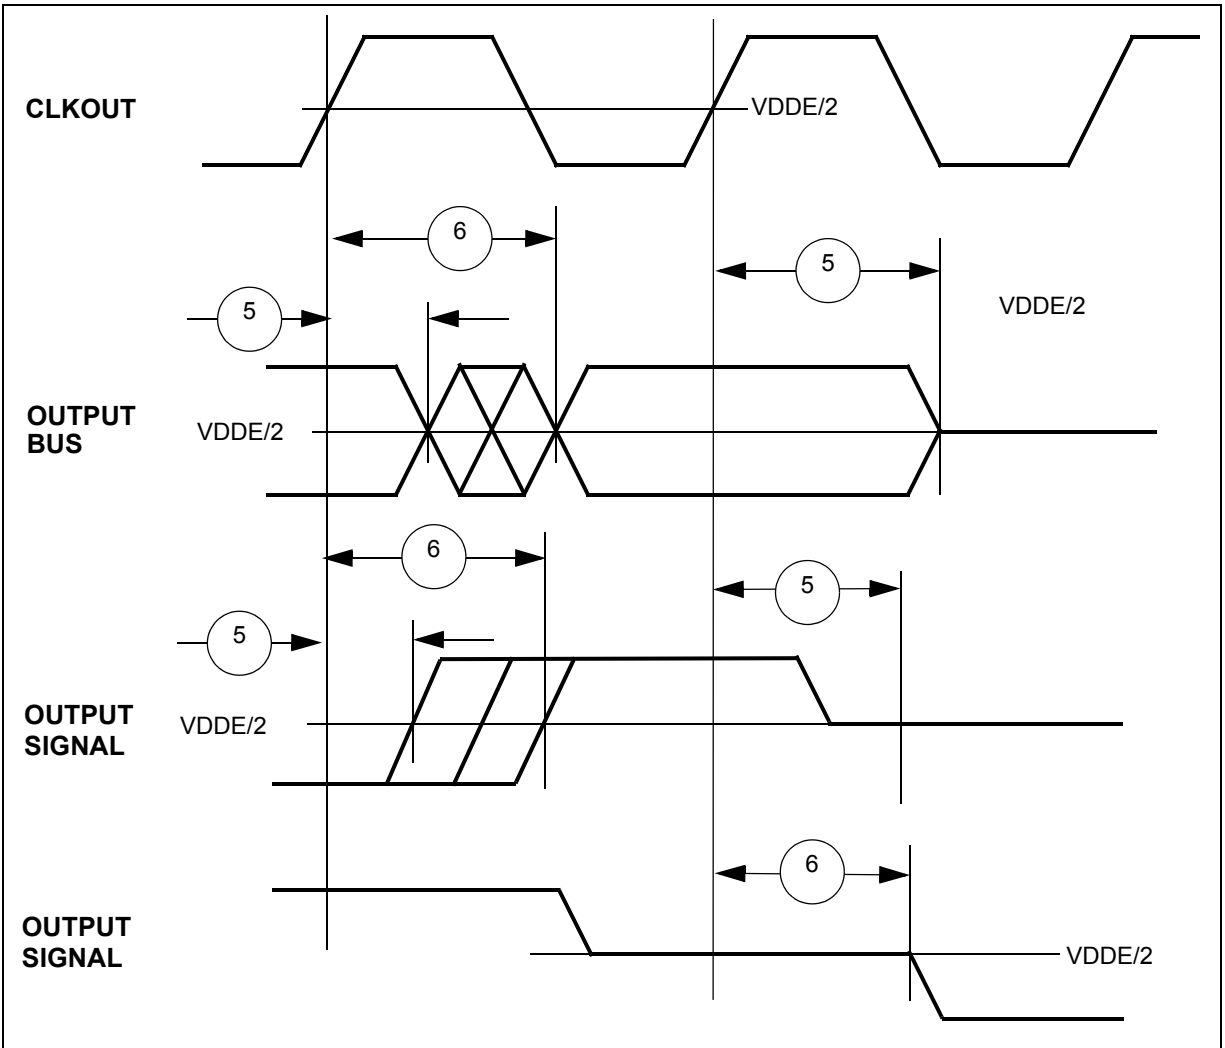 CLKOUT
VDDE/2
6
5
5
VDDE/2
OUTPUT
BUS
VDDE/2
6
5
5
OUTPUT
SIGNAL
VDDE/2
6
OUTPUT
SIGNAL
VDDE/2